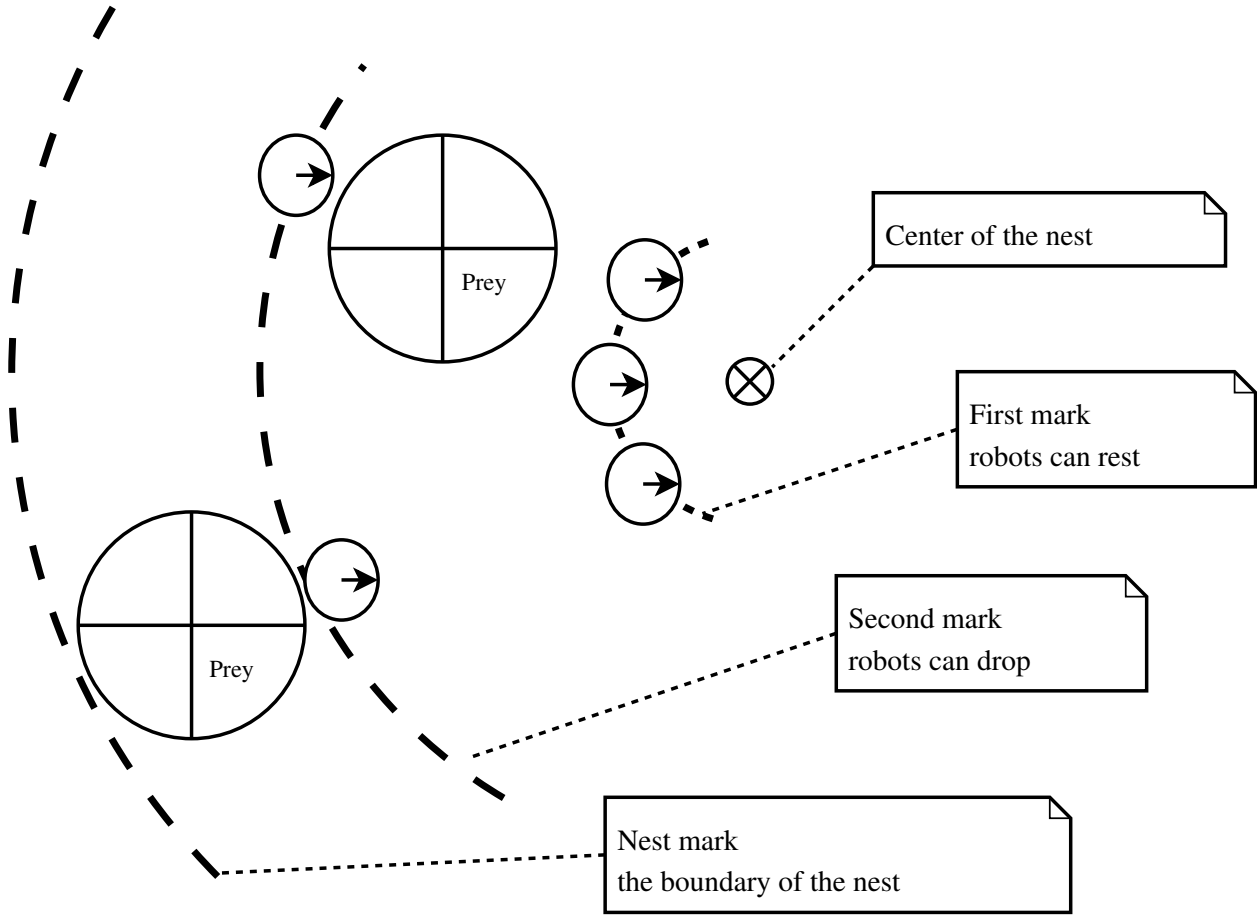 Prey
Center of the nest
First mark
robots can rest
Second mark
robots can drop
Prey
Nest mark
the boundary of the nest